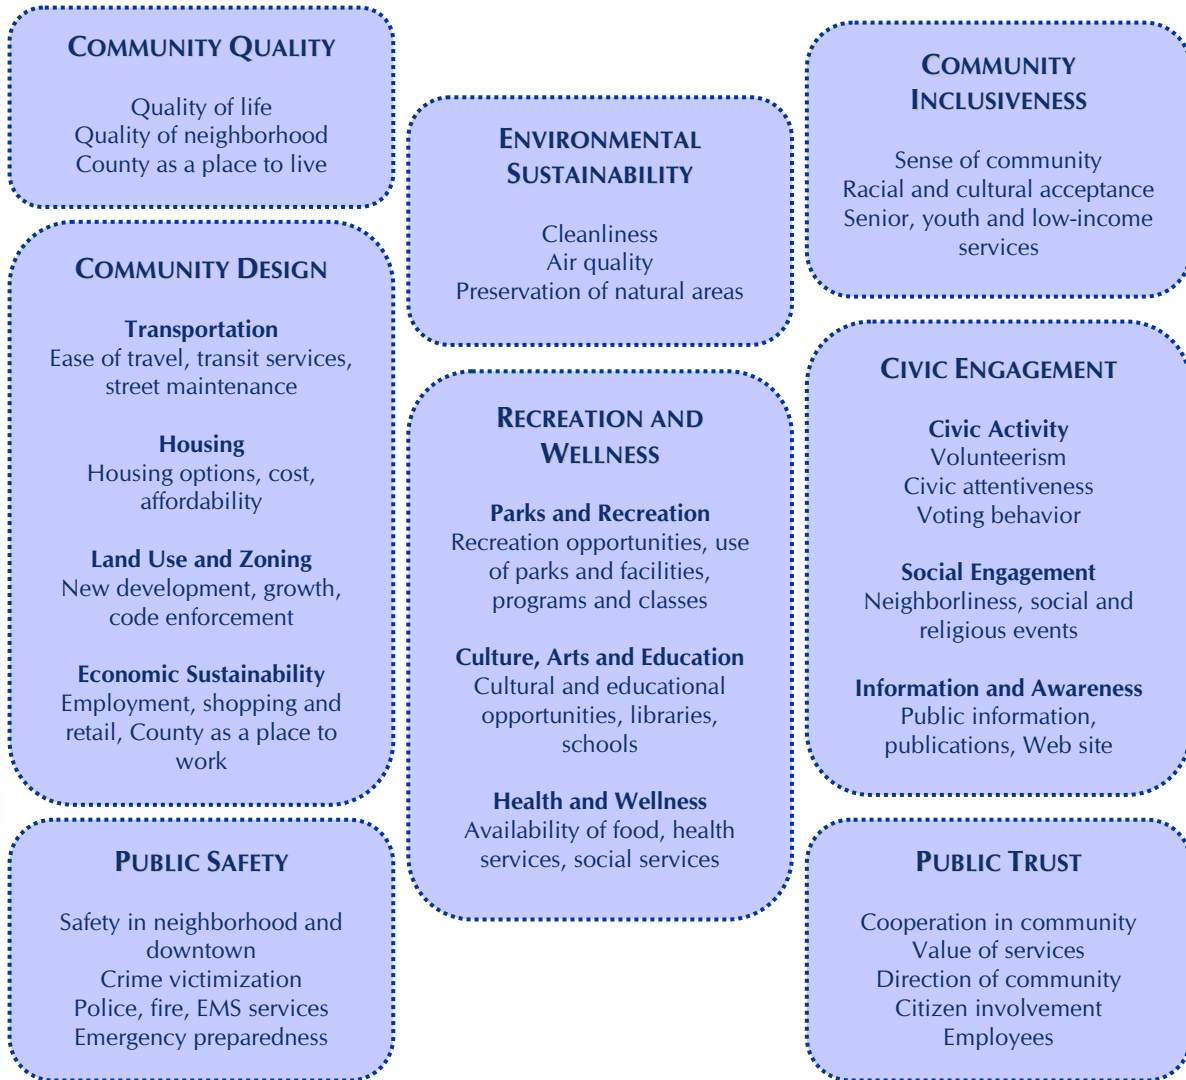 COMMUNITY QUALITY
Quality of life
Quality of neighborhood
County as a place to live
COMMUNITY DESIGN
Transportation
Ease of travel, transit services,
street maintenance
Housing
Housing options, cost,
affordability
Land Use and Zoning
New development, growth,
code enforcement
Economic Sustainability
Employment, shopping and
retail, County as a place to
work
PUBLIC SAFETY
Safety in neighborhood and
downtown
Crime victimization
Police, fire, EMS services
Emergency preparedness
ENVIRONMENTAL
SUSTAINABILITY
Cleanliness
Air quality
Preservation of natural areas
RECREATION AND
WELLNESS
Parks and Recreation
Recreation opportunities, use
of parks and facilities,
programs and classes
Culture, Arts and Education
Cultural and educational
opportunities, libraries,
schools
Health and Wellness
Availability of food, health
services, social services
COMMUNITY
INCLUSIVENESS
Sense of community
Racial and cultural acceptance
Senior, youth and low-income
services
CIVIC ENGAGEMENT
Civic Activity
Volunteerism
Civic attentiveness
Voting behavior
Social Engagement
Neighborliness, social and
religious events
Information and Awareness
Public information,
publications, Web site
PUBLIC TRUST
Cooperation in community
Value of services
Direction of community
Citizen involvement
Employees